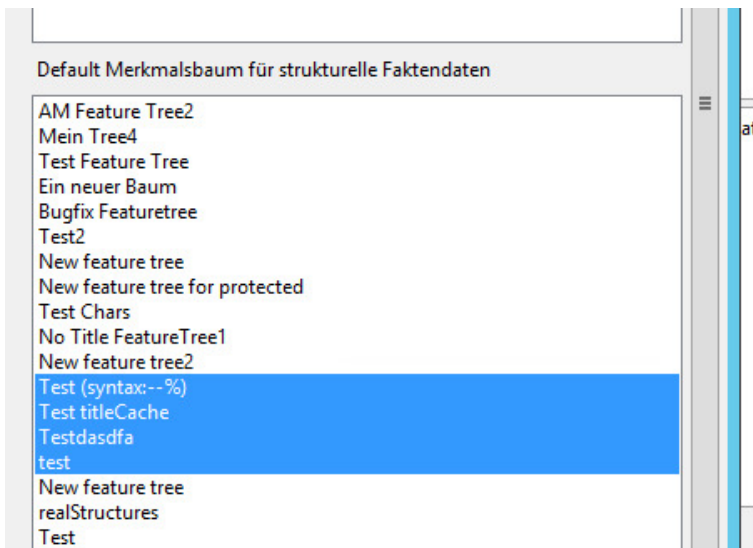 Default Merkmalsbaum für strukturelle Faktendaten
AM Feature Tree2
Mein Tree4
Test Feature Tree
Ein neuer Baum
Bugfix Featuretree
Test2
New feature tree
New feature tree for protected
Test Chars
No Title FeatureTree1
New feature tree2
Test (syntax:--%)
Test titleCache
Testdasdfa
test
New feature tree
realStructures
Test